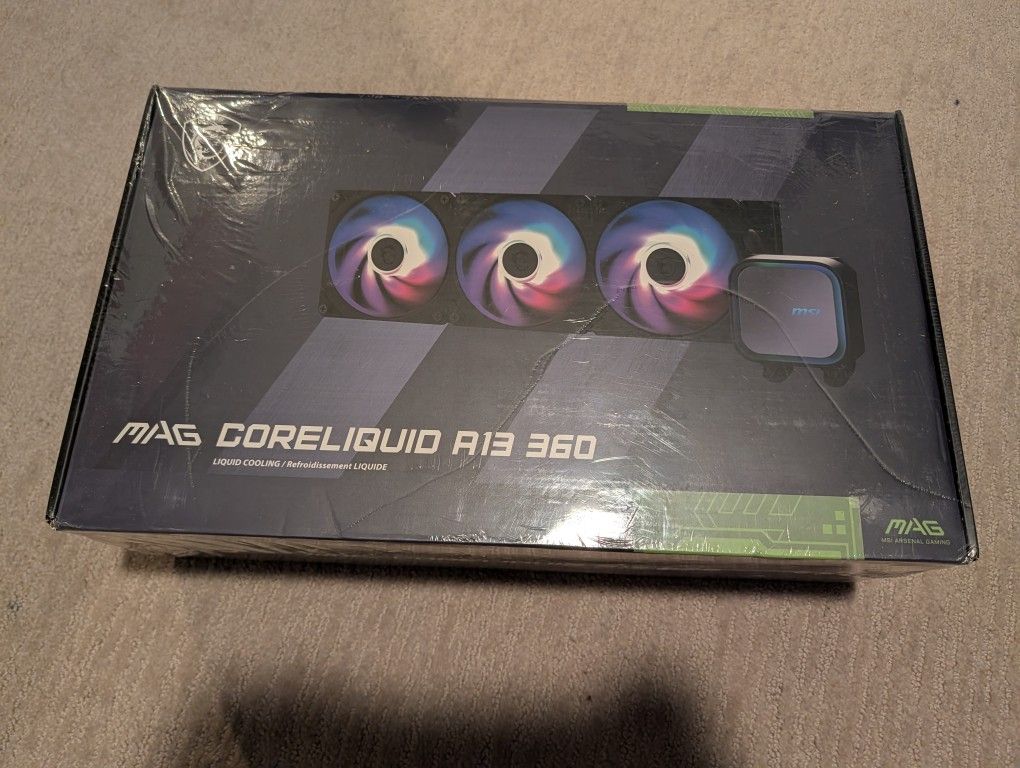 msi
MAG CORELIQUID A13 360
LIQUID COOLING / Refroidissement LIQUIDE
MAG
MSI ARSENAL GAMING